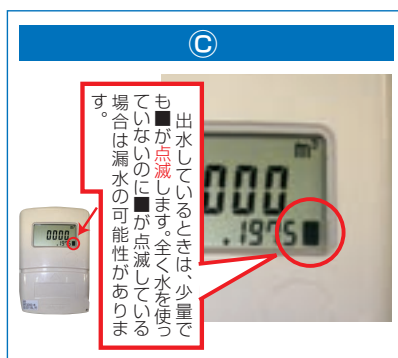 Ⓒ
出水しているときは、少量で
も■が点滅します。全く水を使っ
ていないのに■が点滅している
場合は漏水の可能性がありま
す。
m³
000
.1975
0000
.197